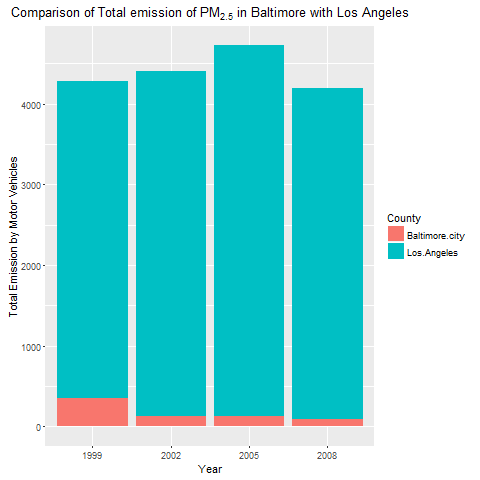 Comparison of Total emission of PM2.5 in Baltimore with Los Angeles
Total Emission by Motor Vehicles
4000
3000
2000
1000
0
1999 2002 2005 2008
Year
County
Baltimore.city
Los.Angeles